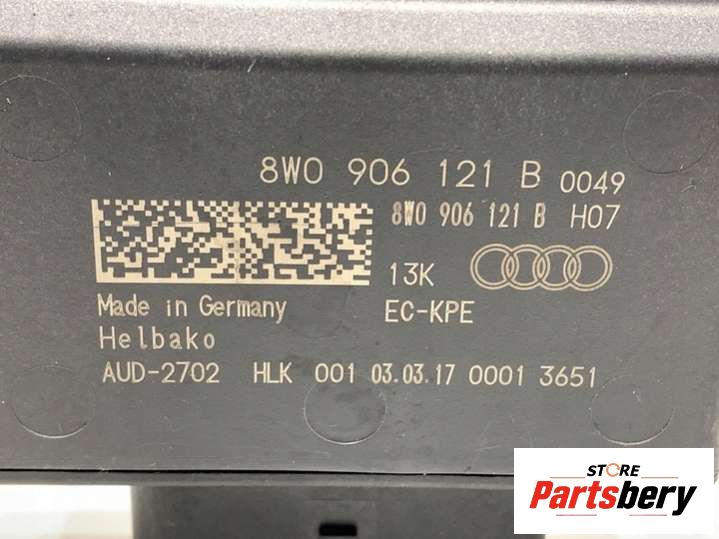 8W0 906 121 B 0049
8W0 906 121 B H07
13K
Made in Germany EC-KPE
Helbako
AUD-2702 HLK 001 03.03.17 0001 3651
STORE
Partsbery